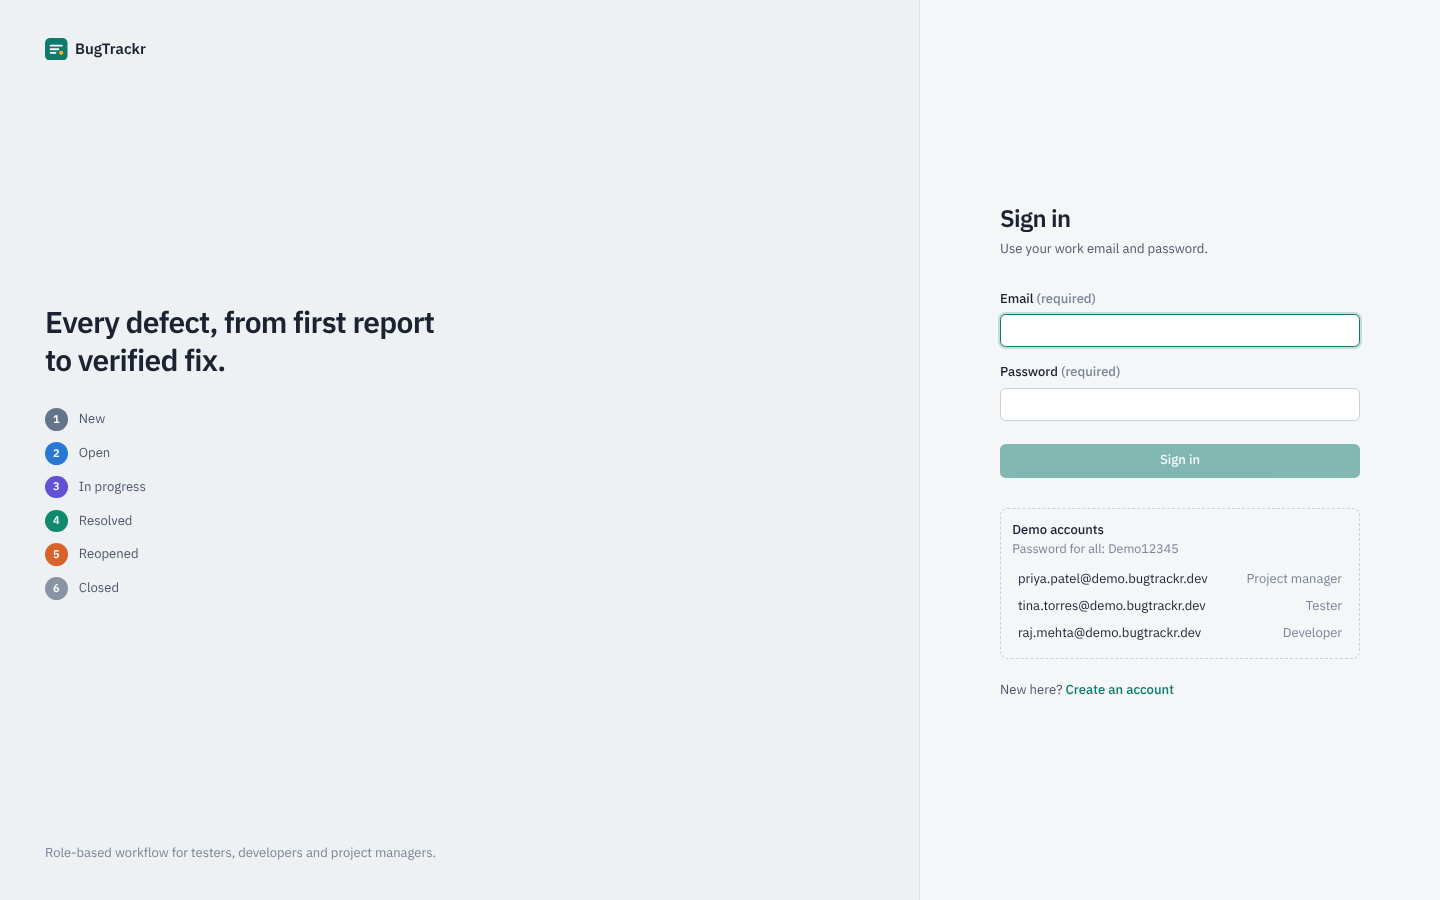 BugTrackr
Every defect, from first report
to verified fix.
1 New
2 Open
3 In progress
4 Resolved
5 Reopened
6 Closed
Role-based workflow for testers, developers and project managers.
Sign in
Use your work email and password.
Email (required)
Password (required)
Sign in
Demo accounts
Password for all: Demo12345
priya.patel@demo.bugtrackr.dev Project manager
tina.torres@demo.bugtrackr.dev Tester
raj.mehta@demo.bugtrackr.dev Developer
New here? Create an account